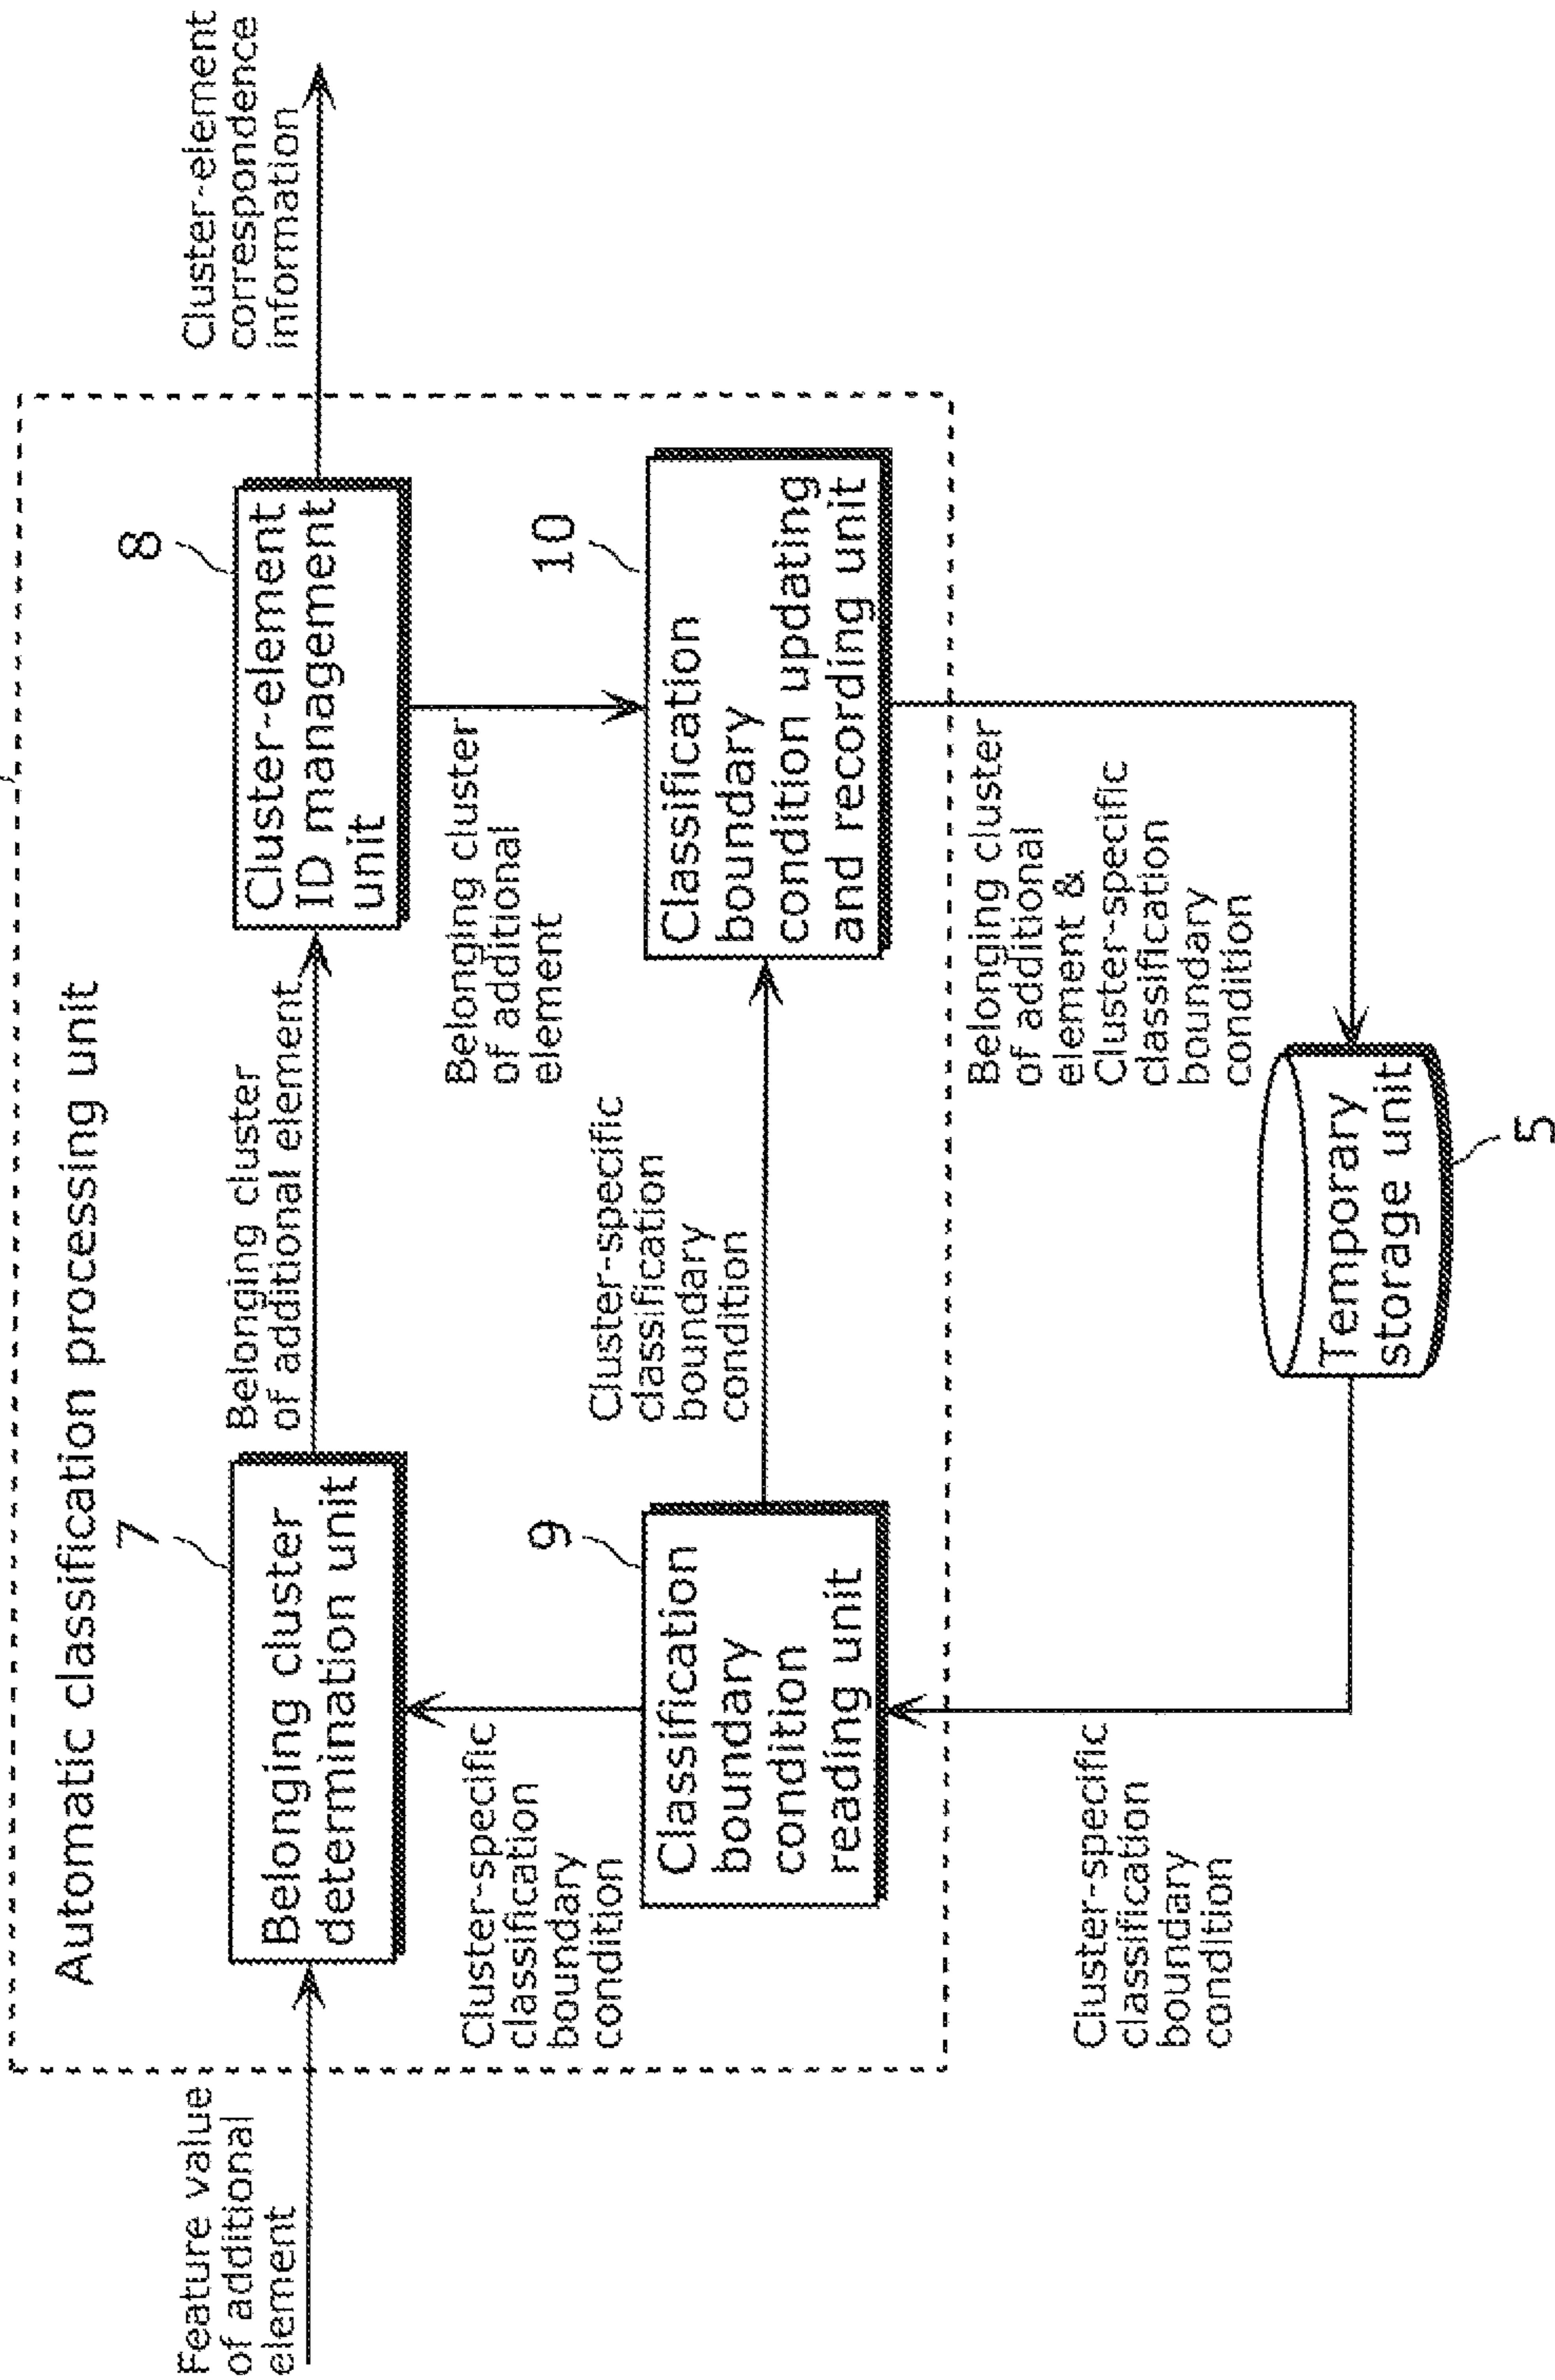 Automatic classification processing unit
Feature value
of additional
element
7
Belonging cluster
determination unit
Belonging cluster
of additional element
8
Cluster-element
ID management
unit
Cluster-element
correspondence
information
Cluster-specific
classification
boundary
condition
Belonging cluster
of additional
element
9
Classification
boundary
condition
reading unit
Cluster-specific
classification
boundary
condition
10
Classification
boundary
condition updating
and recording unit
Cluster-specific
classification
boundary
condition
Belonging cluster
of additional
element &
Cluster-specific
classification
boundary
condition
Temporary
storage unit
5